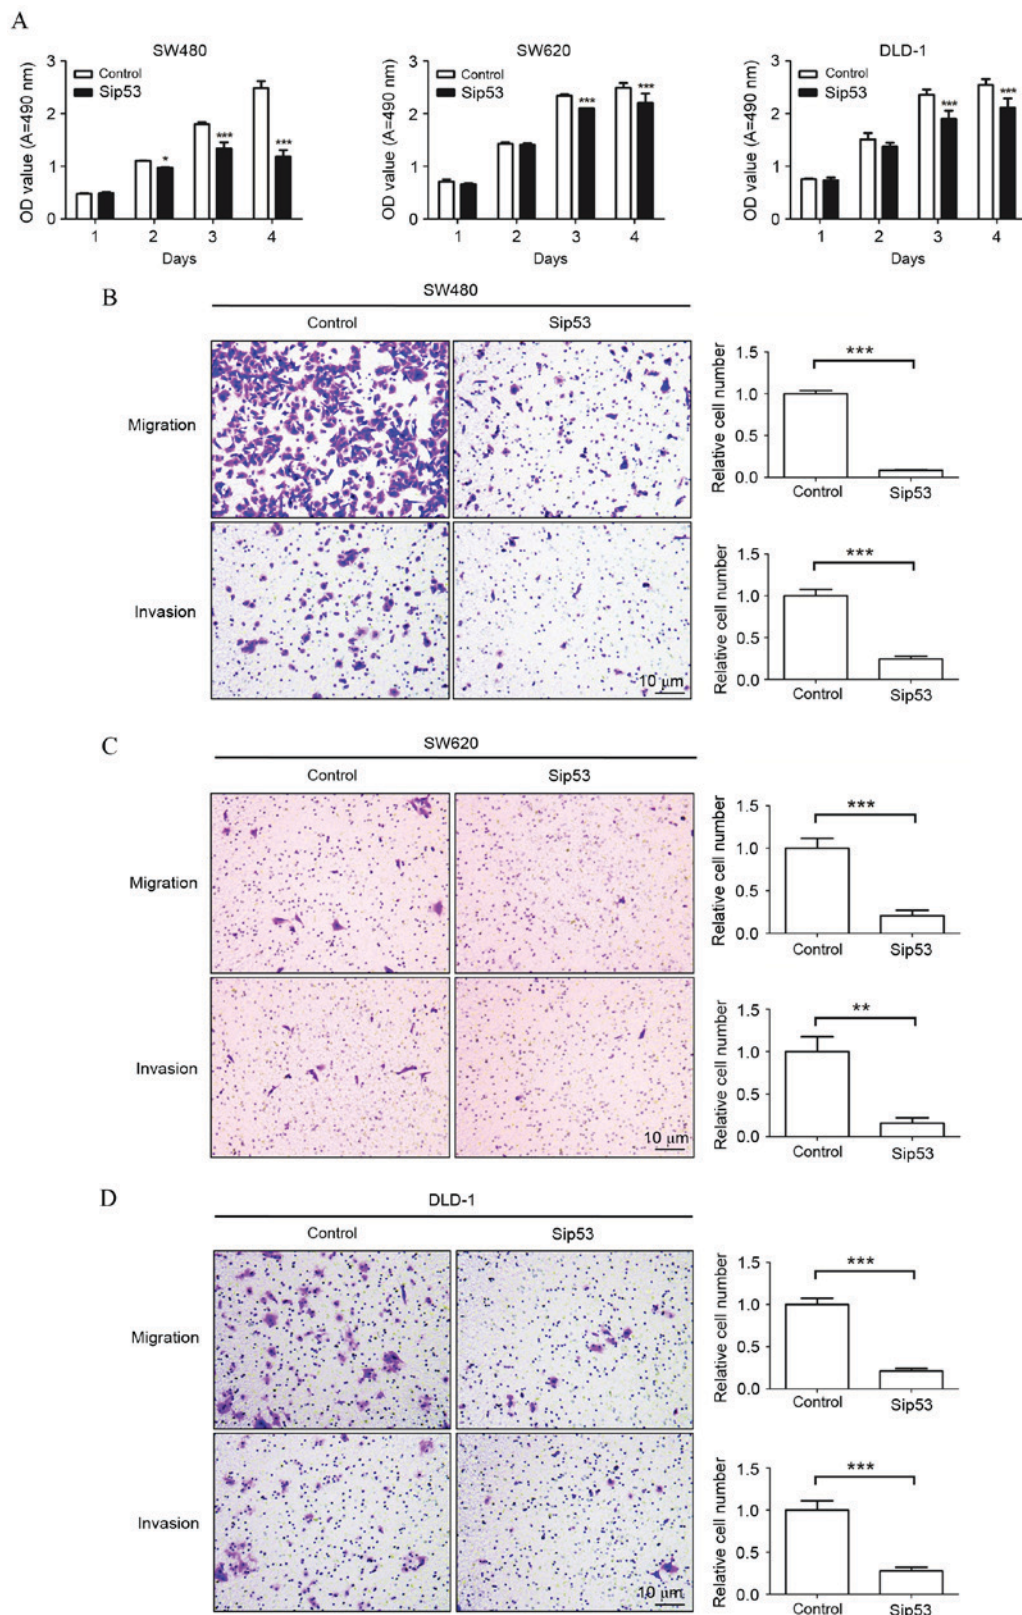 A
SW480
OD value (A=490 nm)
3
2
1
0
Control
Sip53
*
***
***
1 2 3 4
Days
SW620
OD value (A=490 nm)
3
2
1
0
Control
Sip53
***
***
1 2 3 4
Days
DLD-1
OD value (A=490 nm)
3
2
1
0
Control
Sip53
***
***
1 2 3 4
Days
B
SW480
Control Sip53
Migration
Relative cell number
1.5
1.0
0.5
0.0
***
Control Sip53
Invasion
10 μm
Relative cell number
1.5
1.0
0.5
0.0
***
Control Sip53
C
SW620
Control Sip53
Migration
Relative cell number
1.5
1.0
0.5
0.0
***
Control Sip53
Invasion
10 μm
Relative cell number
1.5
1.0
0.5
0.0
**
Control Sip53
D
DLD-1
Control Sip53
Migration
Relative cell number
1.5
1.0
0.5
0.0
***
Control Sip53
Invasion
10 μm
Relative cell number
1.5
1.0
0.5
0.0
***
Control Sip53